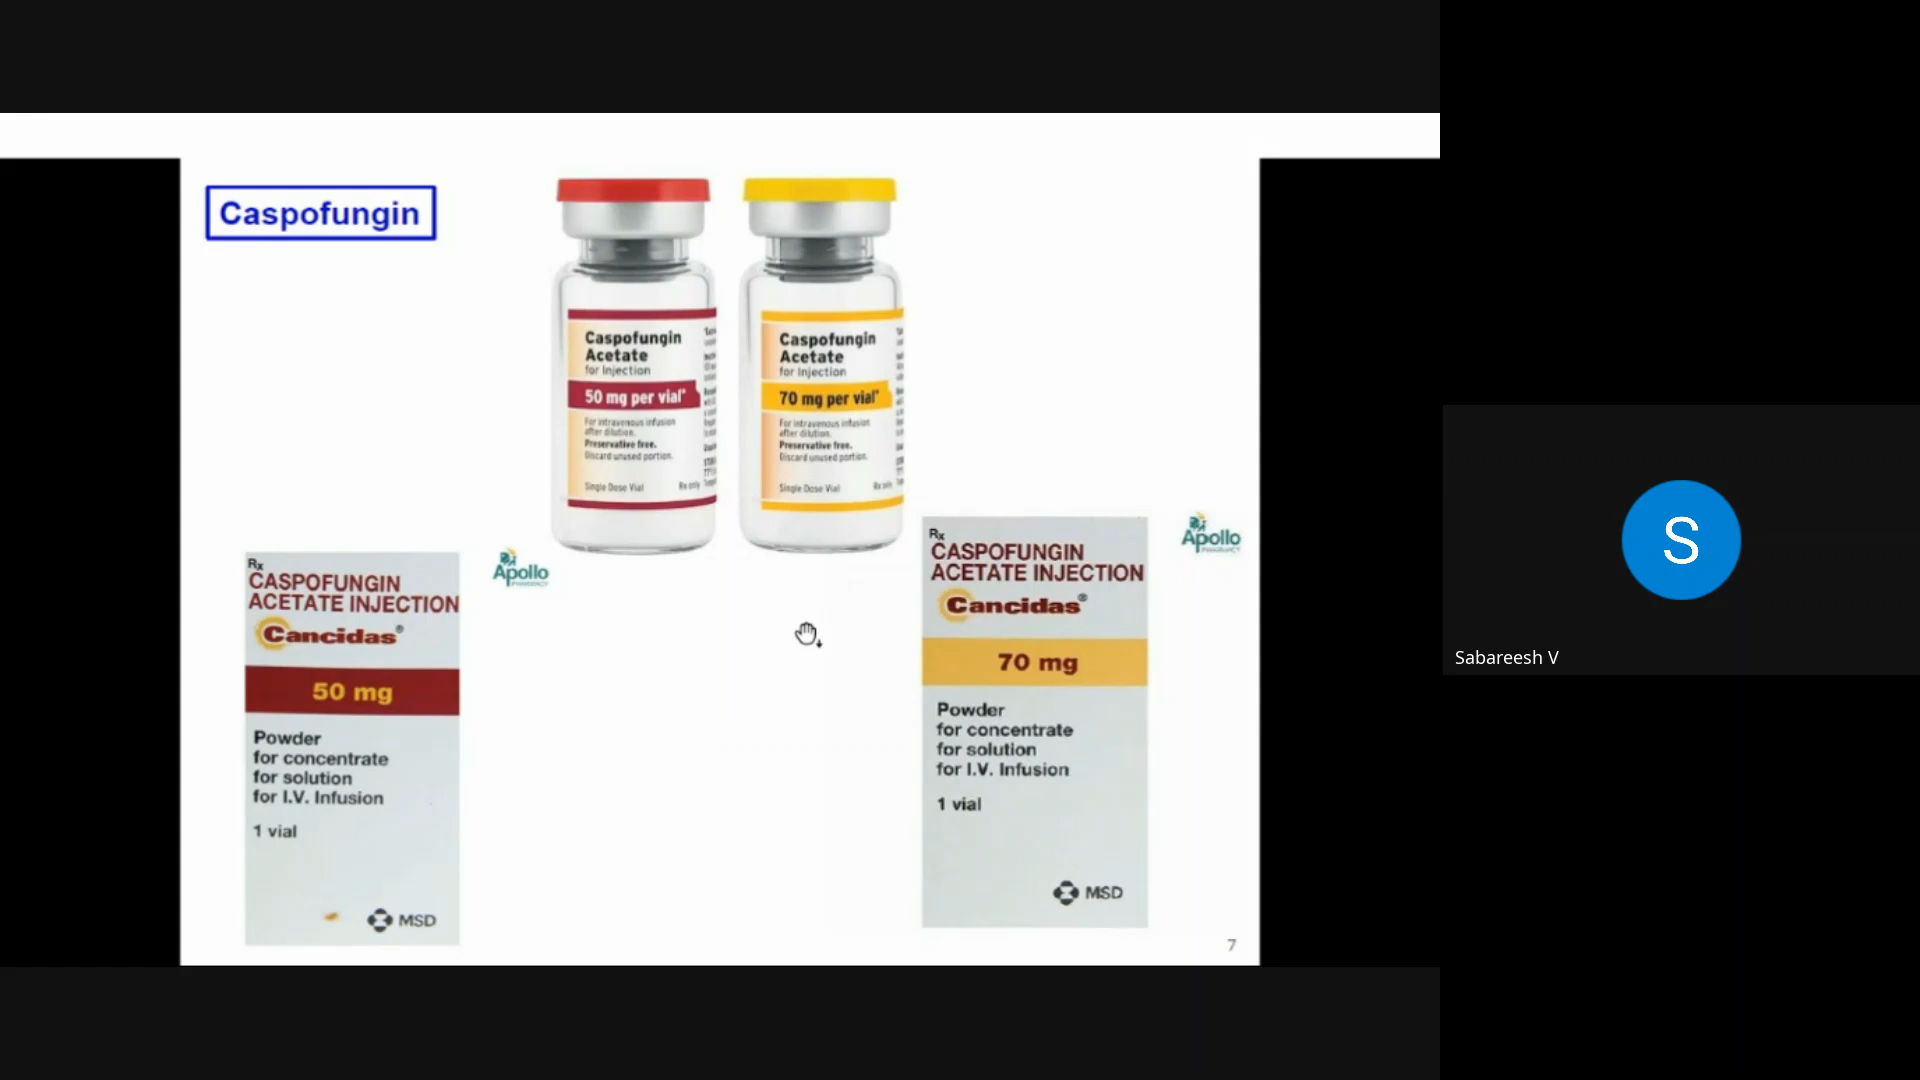 Caspofungin
Caspofungin
Acetate
for Injection
50 mg per vial*
For intravenous infusion
after dilution.
Preservative free.
Discard unused portion.
Single Dose Vial
Rx only
Caspofungin
Acetate
for Injection
70 mg per vial*
For intravenous infusion
after dilution.
Preservative free.
Discard unused portion.
Single Dose Vial
Rx only
Rx
CASPOFUNGIN
ACETATE INJECTION
Cancidas®
50 mg
Powder
for concentrate
for solution
for I.V. Infusion
1 vial
MSD
Apollo
PHARMACY
Rx
CASPOFUNGIN
ACETATE INJECTION
Cancidas®
70 mg
Powder
for concentrate
for solution
for I.V. Infusion
1 vial
MSD
Apollo
PHARMACY
7
S
Sabareesh V